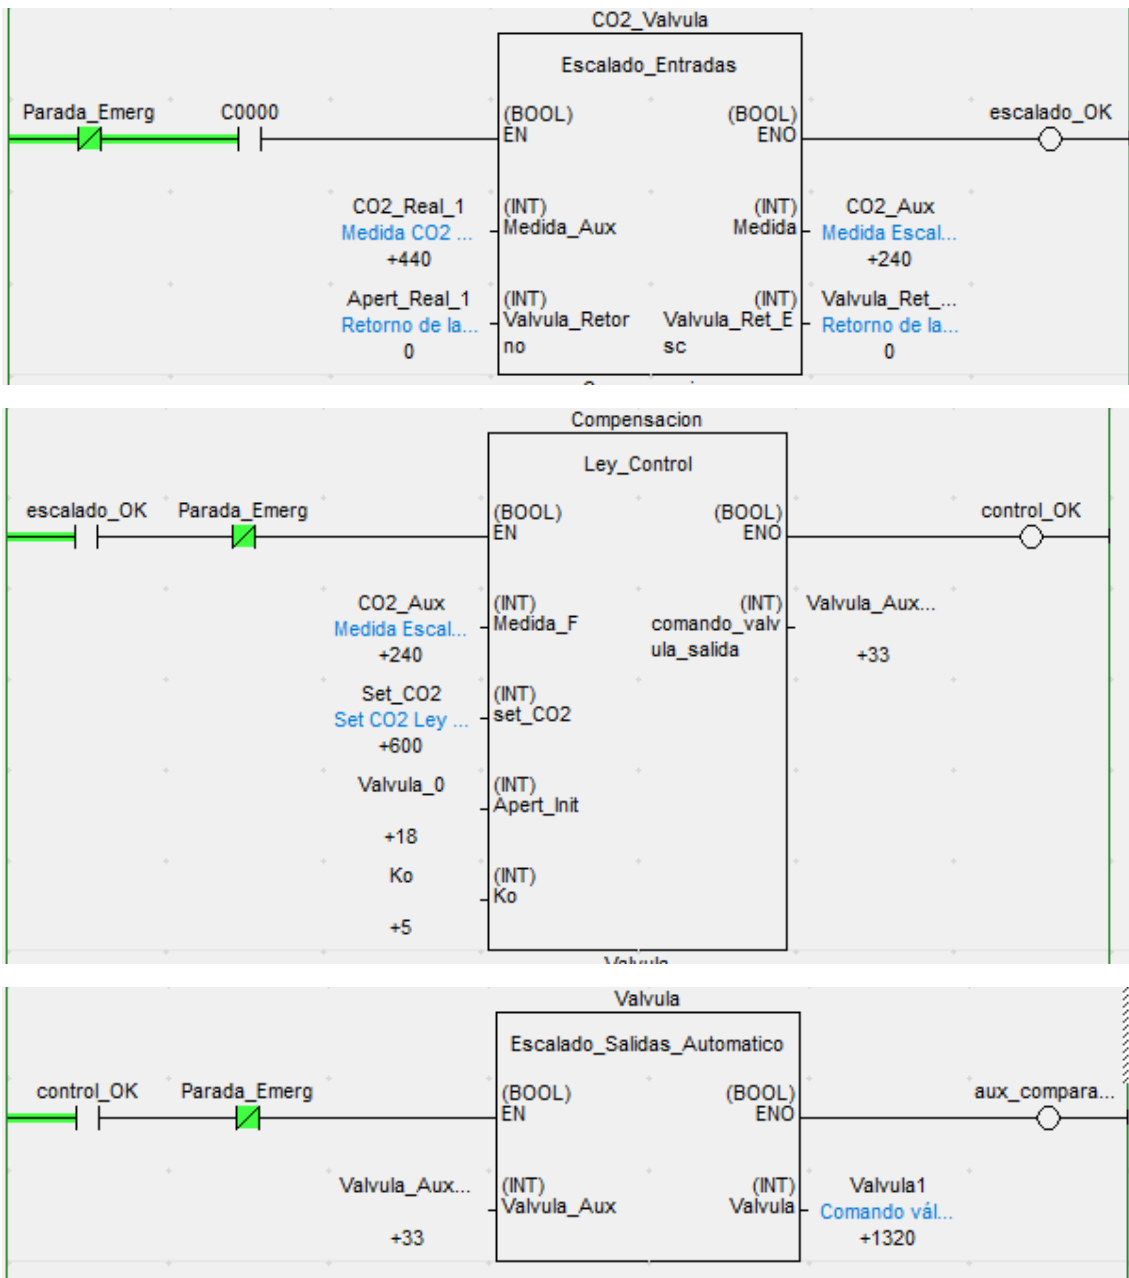 CO2_Valvula
Escalado_Entradas
Parada_Emerg C0000 (BOOL) (BOOL) escalado_OK
EN ENO
CO2_Real_1 (INT) (INT) CO2_Aux
Medida CO2 ... Medida_Aux Medida Medida Escal...
+440 +240
Apert_Real_1 (INT) (INT) Valvula_Ret_...
Retorno de la... Valvula_Retor Valvula_Ret_E Retorno de la...
0 no sc 0
Compensacion
Ley_Control
escalado_OK Parada_Emerg (BOOL) (BOOL) control_OK
EN ENO
CO2_Aux (INT) (INT) Valvula_Aux...
Medida Escal... Medida_F comando_valv
+240 ula_salida +33
Set_CO2 (INT)
Set CO2 Ley ... set_CO2
+600
Valvula_0 (INT)
Apert_Init
+18
Ko (INT)
Ko
+5
Valvula
Escalado_Salidas_Automatico
control_OK Parada_Emerg (BOOL) (BOOL) aux_compara...
EN ENO
Valvula_Aux... (INT) (INT) Valvula1
Valvula_Aux Valvula Comando vál...
+33 +1320